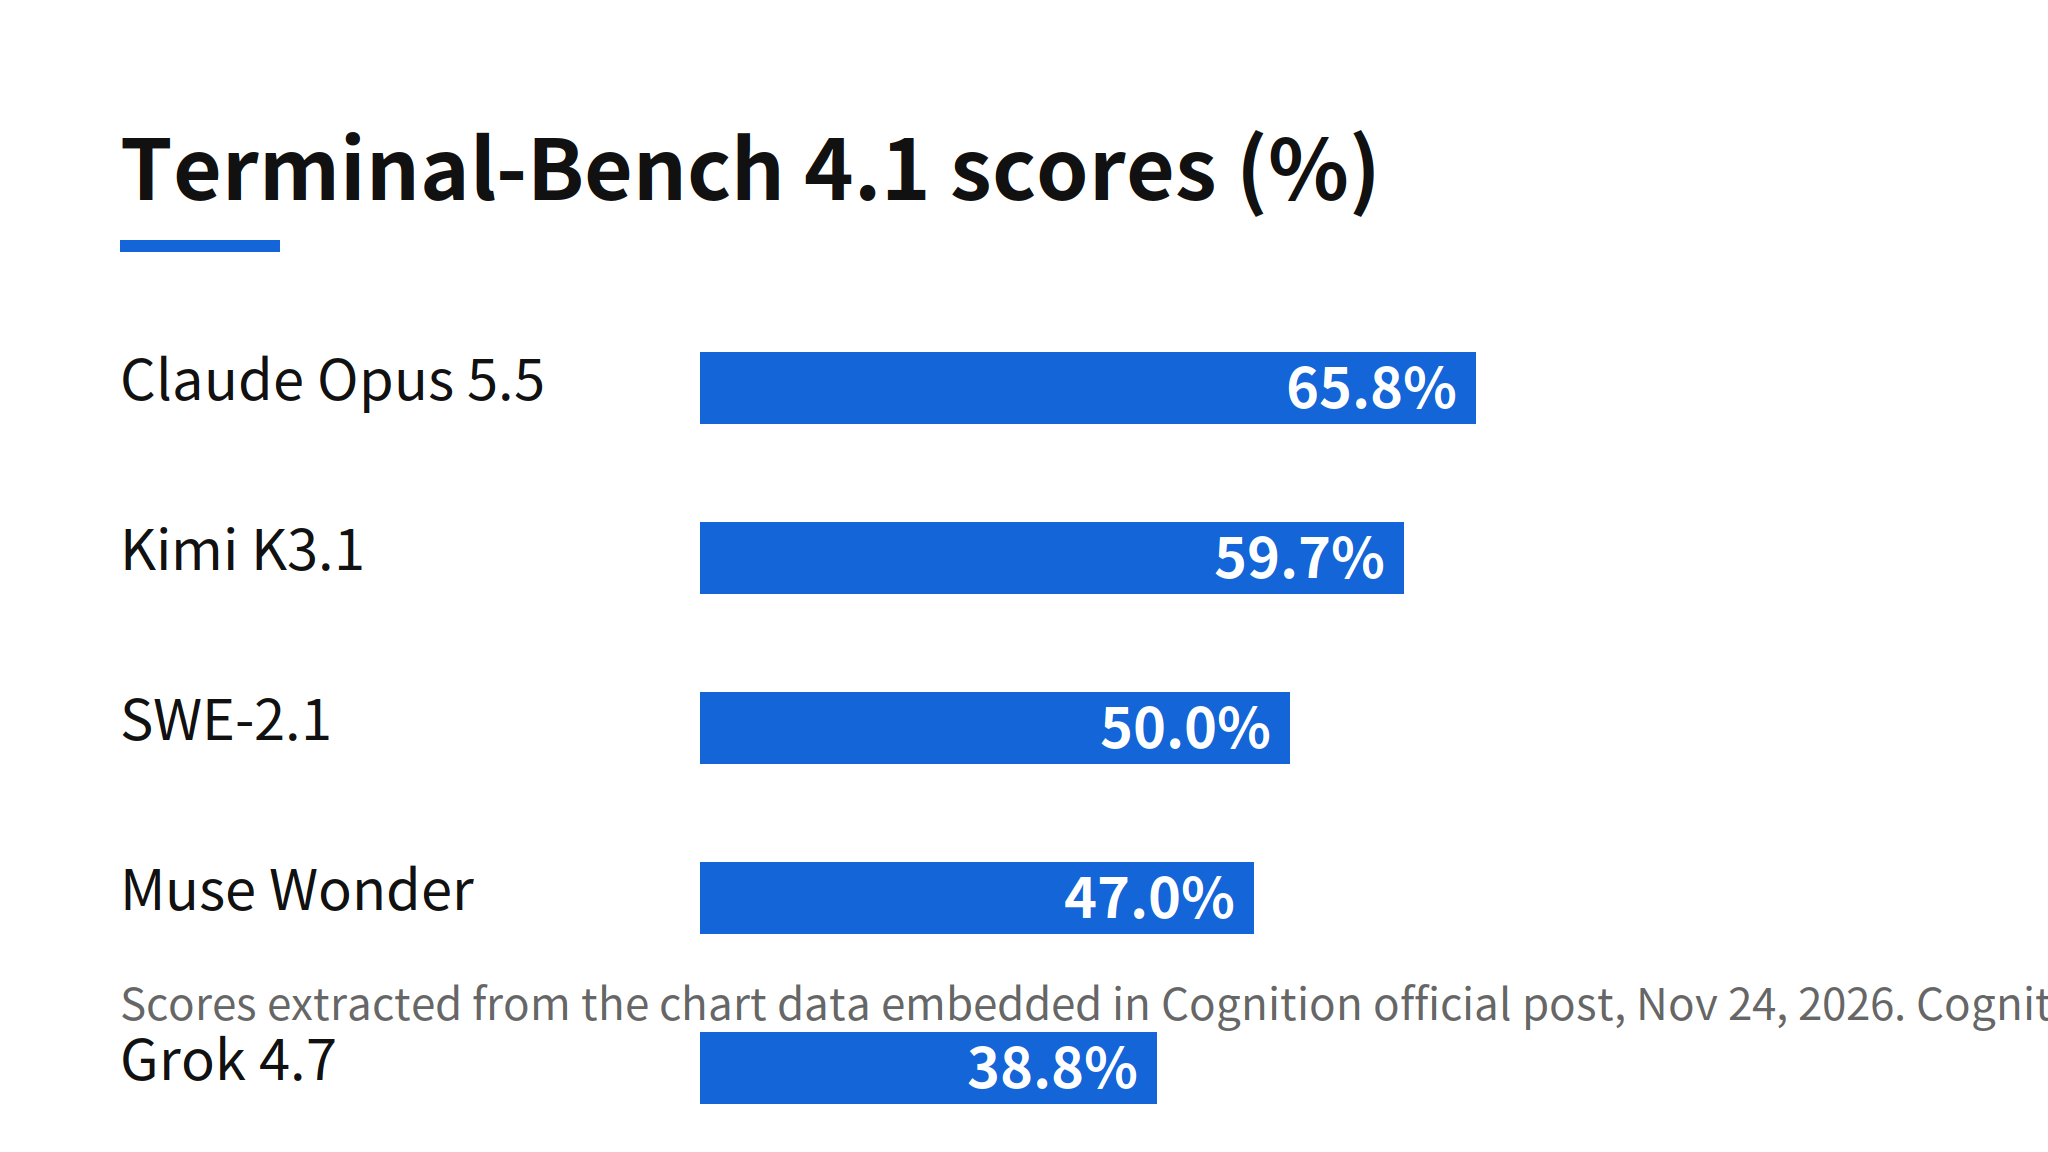 Terminal-Bench 4.1 scores (%)
Claude Opus 5.5 65.8%
Kimi K3.1 59.7%
SWE-2.1 50.0%
Muse Wonder 47.0%
Scores extracted from the chart data embedded in Cognition official post, Nov 24, 2026. Cognit
Grok 4.7 38.8%